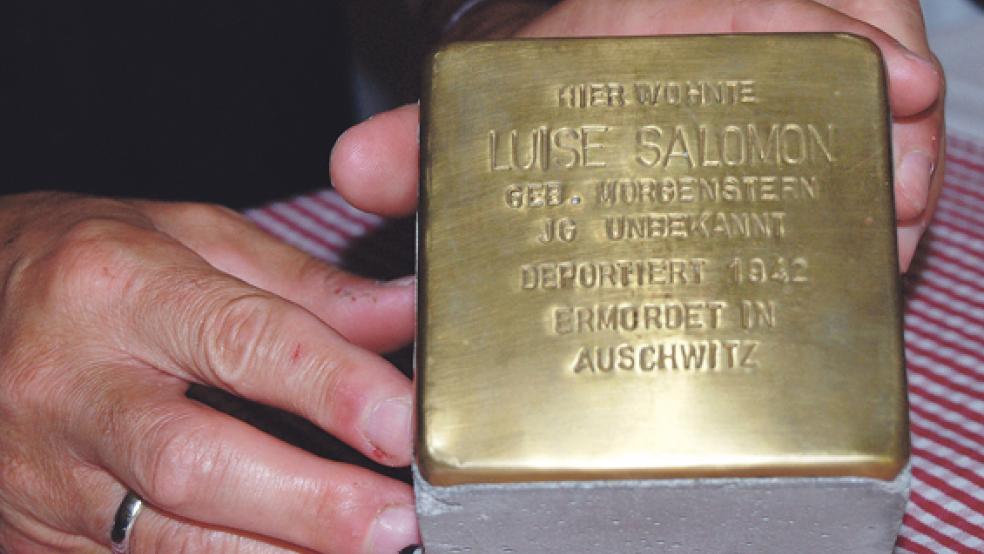 HIER WOHNTE
LUISE SALOMON
GEB. MORGENSTERN
JG UNBEKANNT
DEPORTIERT 1942
ERMORDET IN
AUSCHWITZ